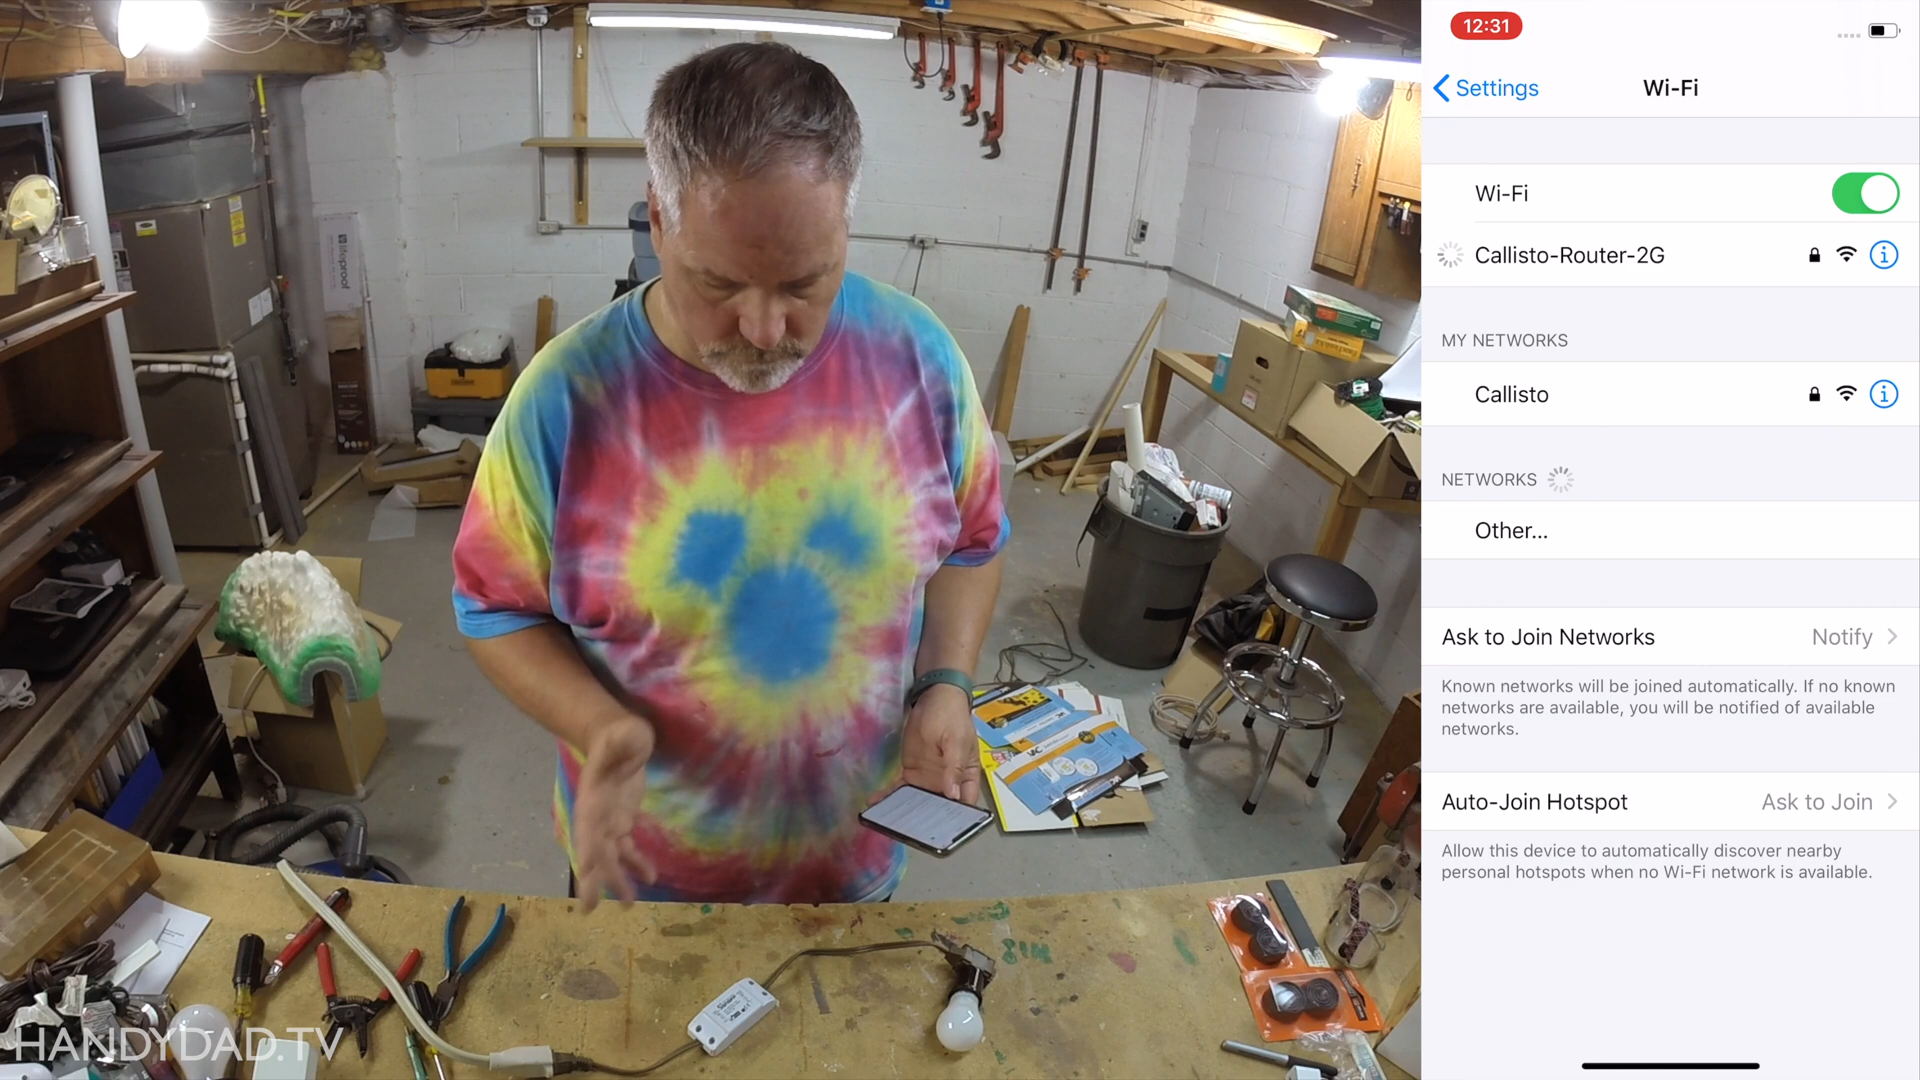 12:31
Settings
Wi-Fi
Wi-Fi
Callisto-Router-2G
MY NETWORKS
Callisto
NETWORKS
Other...
Ask to Join Networks
Notify
Known networks will be joined automatically. If no known
networks are available, you will be notified of available
networks.
Auto-Join Hotspot
Ask to Join
Allow this device to automatically discover nearby
personal hotspots when no Wi-Fi network is available.
lifeproof
HANDYDAD.TV